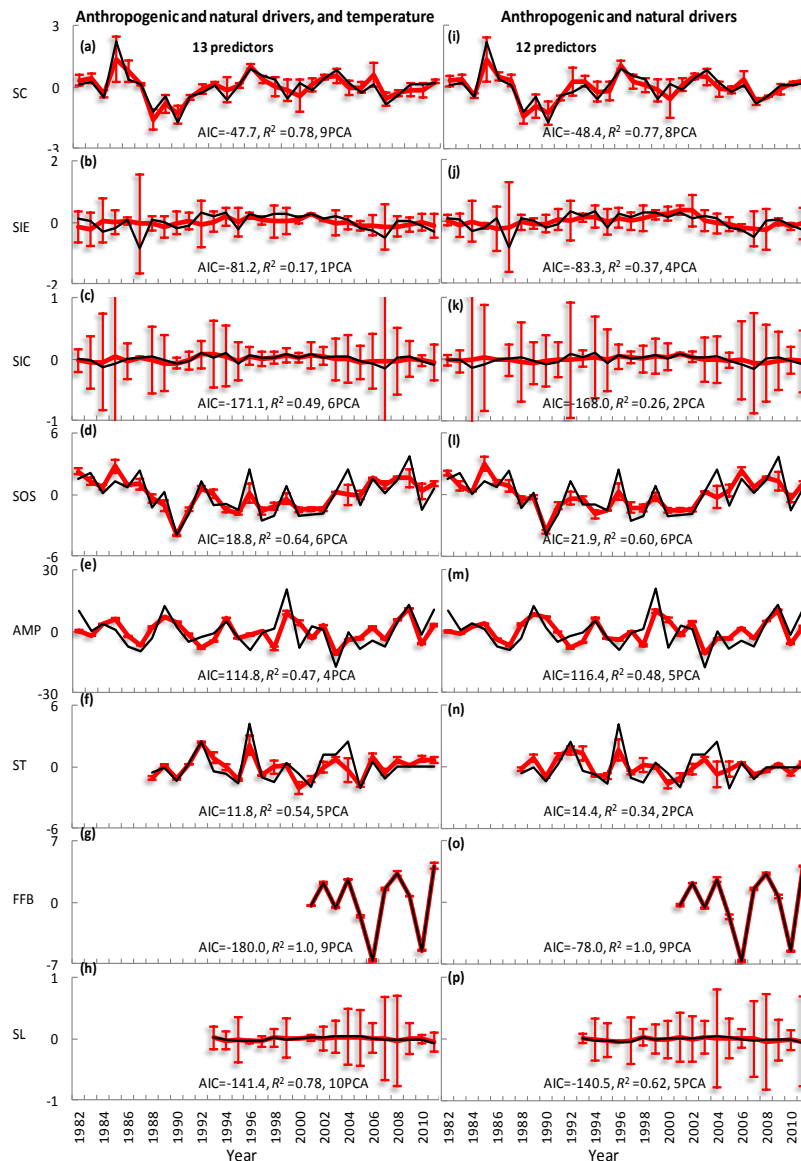 Anthropogenic and natural drivers, and temperature
Anthropogenic and natural drivers
3
(a)
13 predictors
(i)
12 predictors
SC
0
AIC=-47.7, R² =0.78, 9PCA
AIC=-48.4, R² =0.77, 8PCA
-3
2
(b)
(j)
SIE
0
AIC=-81.2, R² =0.17, 1PCA
AIC=-83.3, R² =0.37, 4PCA
-2
1
(c)
(k)
SIC
0
AIC=-171.1, R² =0.49, 6PCA
AIC=-168.0, R² =0.26, 2PCA
-1
6
(d)
(l)
SOS
0
AIC=18.8, R² =0.64, 6PCA
AIC=21.9, R² =0.60, 6PCA
-6
30
(e)
(m)
AMP
0
AIC=114.8, R² =0.47, 4PCA
AIC=116.4, R² =0.48, 5PCA
-30
6
(f)
(n)
ST
0
AIC=11.8, R² =0.54, 5PCA
AIC=14.4, R² =0.34, 2PCA
-6
7
(g)
(o)
FFB
0
AIC=-180.0, R² =1.0, 9PCA
AIC=-78.0, R² =1.0, 9PCA
-7
1
(h)
(p)
SL
0
AIC=-141.4, R² =0.78, 10PCA
AIC=-140.5, R² =0.62, 5PCA
-1
1982 1984 1986 1988 1990 1992 1994 1996 1998 2000 2002 2004 2006 2008 2010
1982 1984 1986 1988 1990 1992 1994 1996 1998 2000 2002 2004 2006 2008 2010
Year
Year